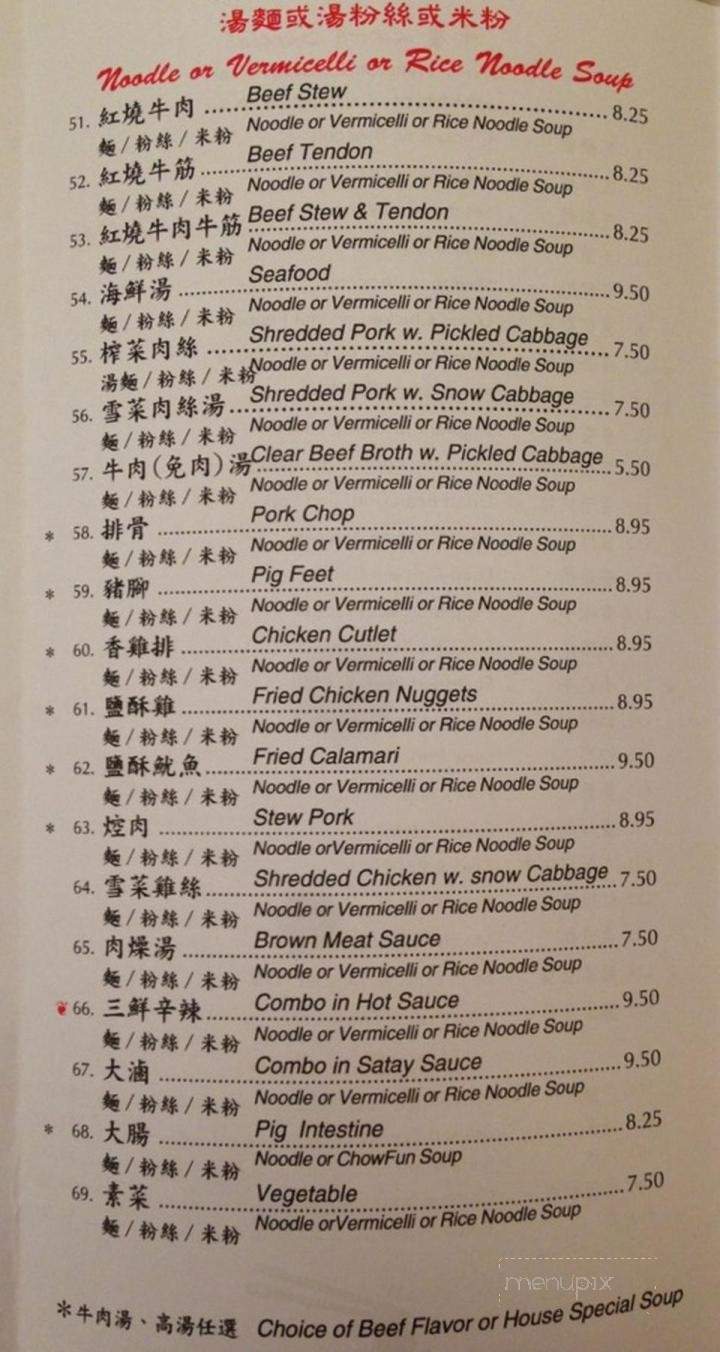 湯麵或湯粉絲或米粉
Noodle or Vermicelli or Rice Noodle Soup
51. 紅燒牛肉 Beef Stew 8.25
麵/粉絲/米粉 Noodle or Vermicelli or Rice Noodle Soup
52. 紅燒牛筋 Beef Tendon 8.25
麵/粉絲/米粉 Noodle or Vermicelli or Rice Noodle Soup
53. 紅燒牛肉牛筋 Beef Stew & Tendon 8.25
麵/粉絲/米粉 Noodle or Vermicelli or Rice Noodle Soup
54. 海鮮湯 Seafood 9.50
麵/粉絲/米粉 Noodle or Vermicelli or Rice Noodle Soup
55. 榨菜肉絲 Shredded Pork w. Pickled Cabbage 7.50
湯麵/粉絲/米粉 Noodle or Vermicelli or Rice Noodle Soup
56. 雪菜肉絲湯 Shredded Pork w. Snow Cabbage 7.50
麵/粉絲/米粉 Noodle or Vermicelli or Rice Noodle Soup
57. 牛肉(免肉)湯 Clear Beef Broth w. Pickled Cabbage 5.50
麵/粉絲/米粉 Noodle or Vermicelli or Rice Noodle Soup
* 58. 排骨 Pork Chop 8.95
麵/粉絲/米粉 Noodle or Vermicelli or Rice Noodle Soup
* 59. 豬腳 Pig Feet 8.95
麵/粉絲/米粉 Noodle or Vermicelli or Rice Noodle Soup
* 60. 香雞排 Chicken Cutlet 8.95
麵/粉絲/米粉 Noodle or Vermicelli or Rice Noodle Soup
* 61. 鹽酥雞 Fried Chicken Nuggets 8.95
麵/粉絲/米粉 Noodle or Vermicelli or Rice Noodle Soup
* 62. 鹽酥魷魚 Fried Calamari 9.50
麵/粉絲/米粉 Noodle or Vermicelli or Rice Noodle Soup
* 63. 焢肉 Stew Pork 8.95
麵/粉絲/米粉 Noodle orVermicelli or Rice Noodle Soup
64. 雪菜雞絲 Shredded Chicken w. snow Cabbage 7.50
麵/粉絲/米粉 Noodle or Vermicelli or Rice Noodle Soup
65. 肉燥湯 Brown Meat Sauce 7.50
麵/粉絲/米粉 Noodle or Vermicelli or Rice Noodle Soup
66. 三鮮辛辣 Combo in Hot Sauce 9.50
麵/粉絲/米粉 Noodle or Vermicelli or Rice Noodle Soup
67. 大滷 Combo in Satay Sauce 9.50
麵/粉絲/米粉 Noodle or Vermicelli or Rice Noodle Soup
* 68. 大腸 Pig Intestine 8.25
麵/粉絲/米粉 Noodle or ChowFun Soup
69. 素菜 Vegetable 7.50
麵/粉絲/米粉 Noodle orVermicelli or Rice Noodle Soup
menupix
*牛肉湯、高湯任選 Choice of Beef Flavor or House Special Soup